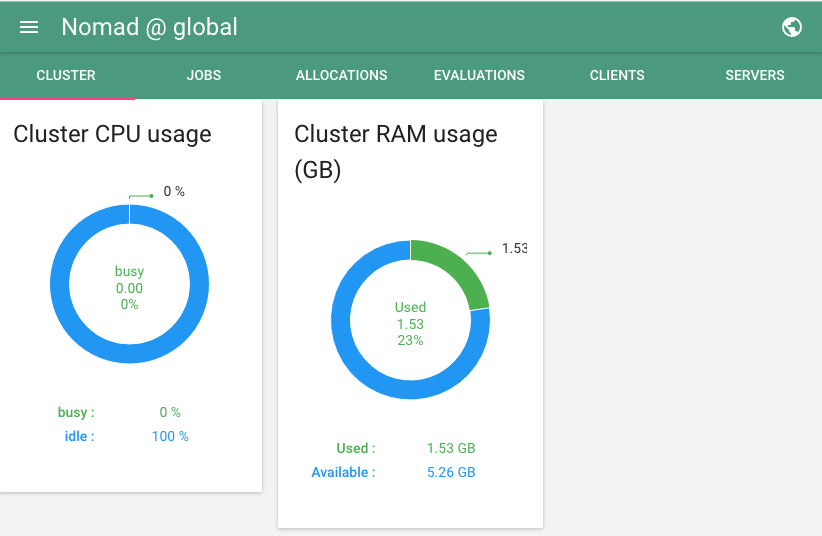 Nomad @ global
CLUSTER JOBS ALLOCATIONS EVALUATIONS CLIENTS SERVERS
Cluster CPU usage
0 %
busy
0.00
0%
busy : 0 %
idle : 100 %
Cluster RAM usage
(GB)
1.53
Used
1.53
23%
Used : 1.53 GB
Available : 5.26 GB